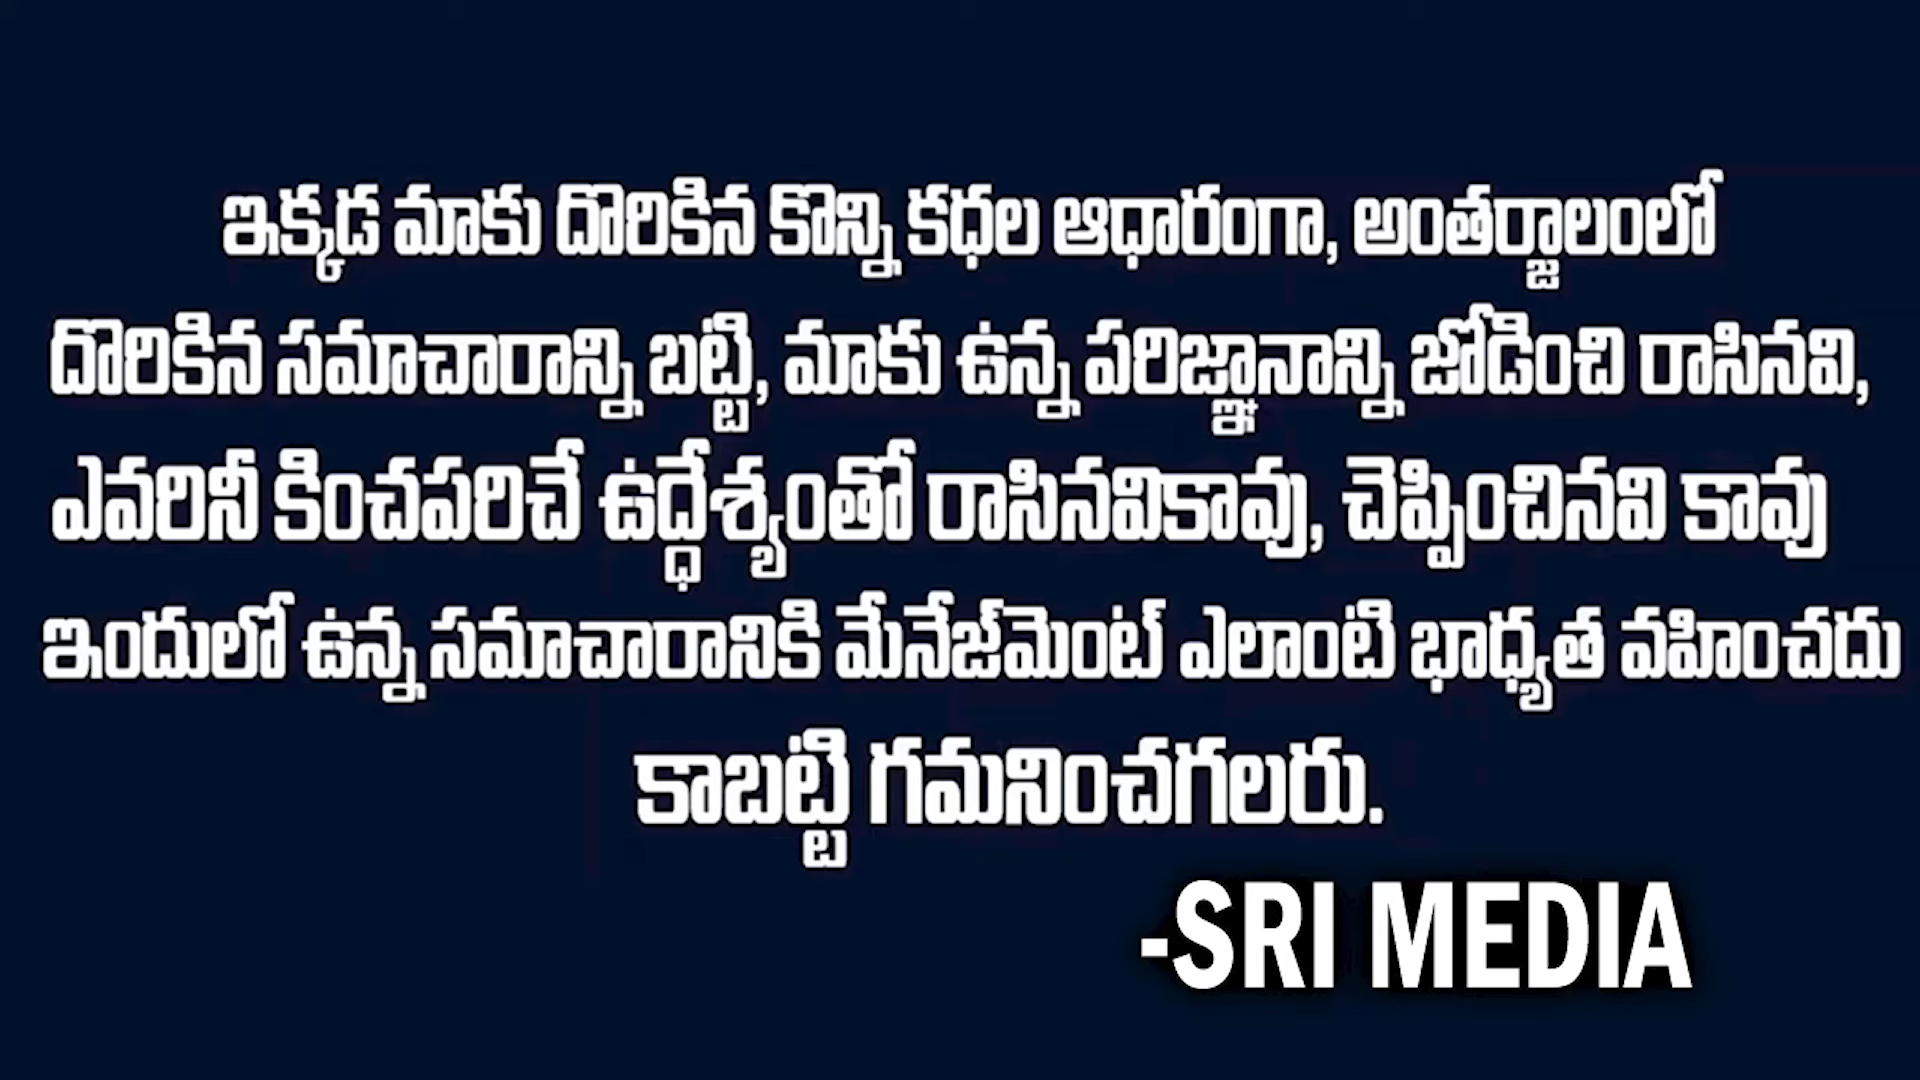 ఇక్కడ మాకు దొరికిన కొన్ని కధల ఆధారంగా, అంతర్జాలంలో
దొరికిన సమాచారాన్ని బట్టి, మాకు ఉన్న పరిజ్ఞానాన్ని జోడించి రాసినవి,
ఎవరినీ కించపరిచే ఉద్ధేశ్యంతో రాసినవికావు, చెప్పించినవి కావు
ఇందులో ఉన్న సమాచారానికి మేనేజ్‌మెంట్ ఎలాంటి భాధ్యత వహించదు
కాబట్టి గమనించగలరు.
-SRI MEDIA